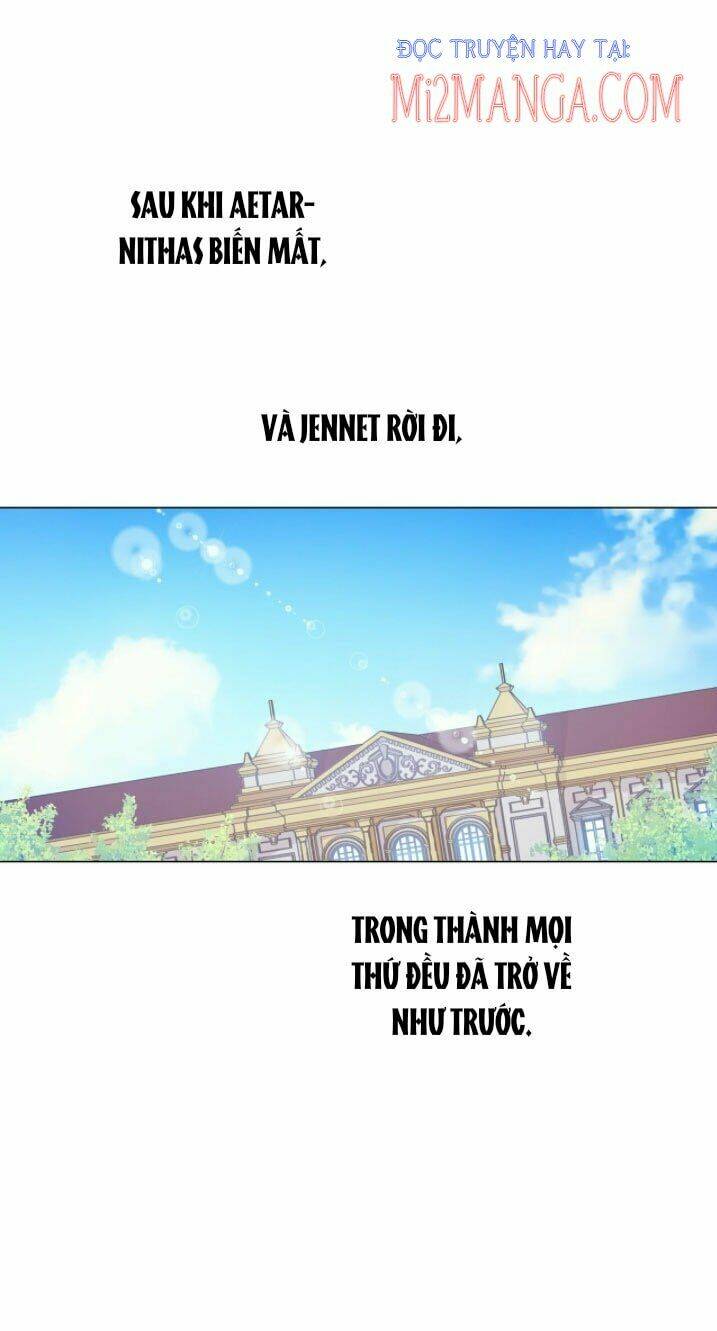 ĐỌC TRUYỆN HAY TẠI:
MI2MANGA.COM
SAU KHI AETAR-
NITHAS BIẾN MẤT,
VÀ JENNET RỜI ĐI,
TRONG THÀNH MỌI
THỨ ĐỀU ĐÃ TRỞ VỀ
NHƯ TRƯỚC.